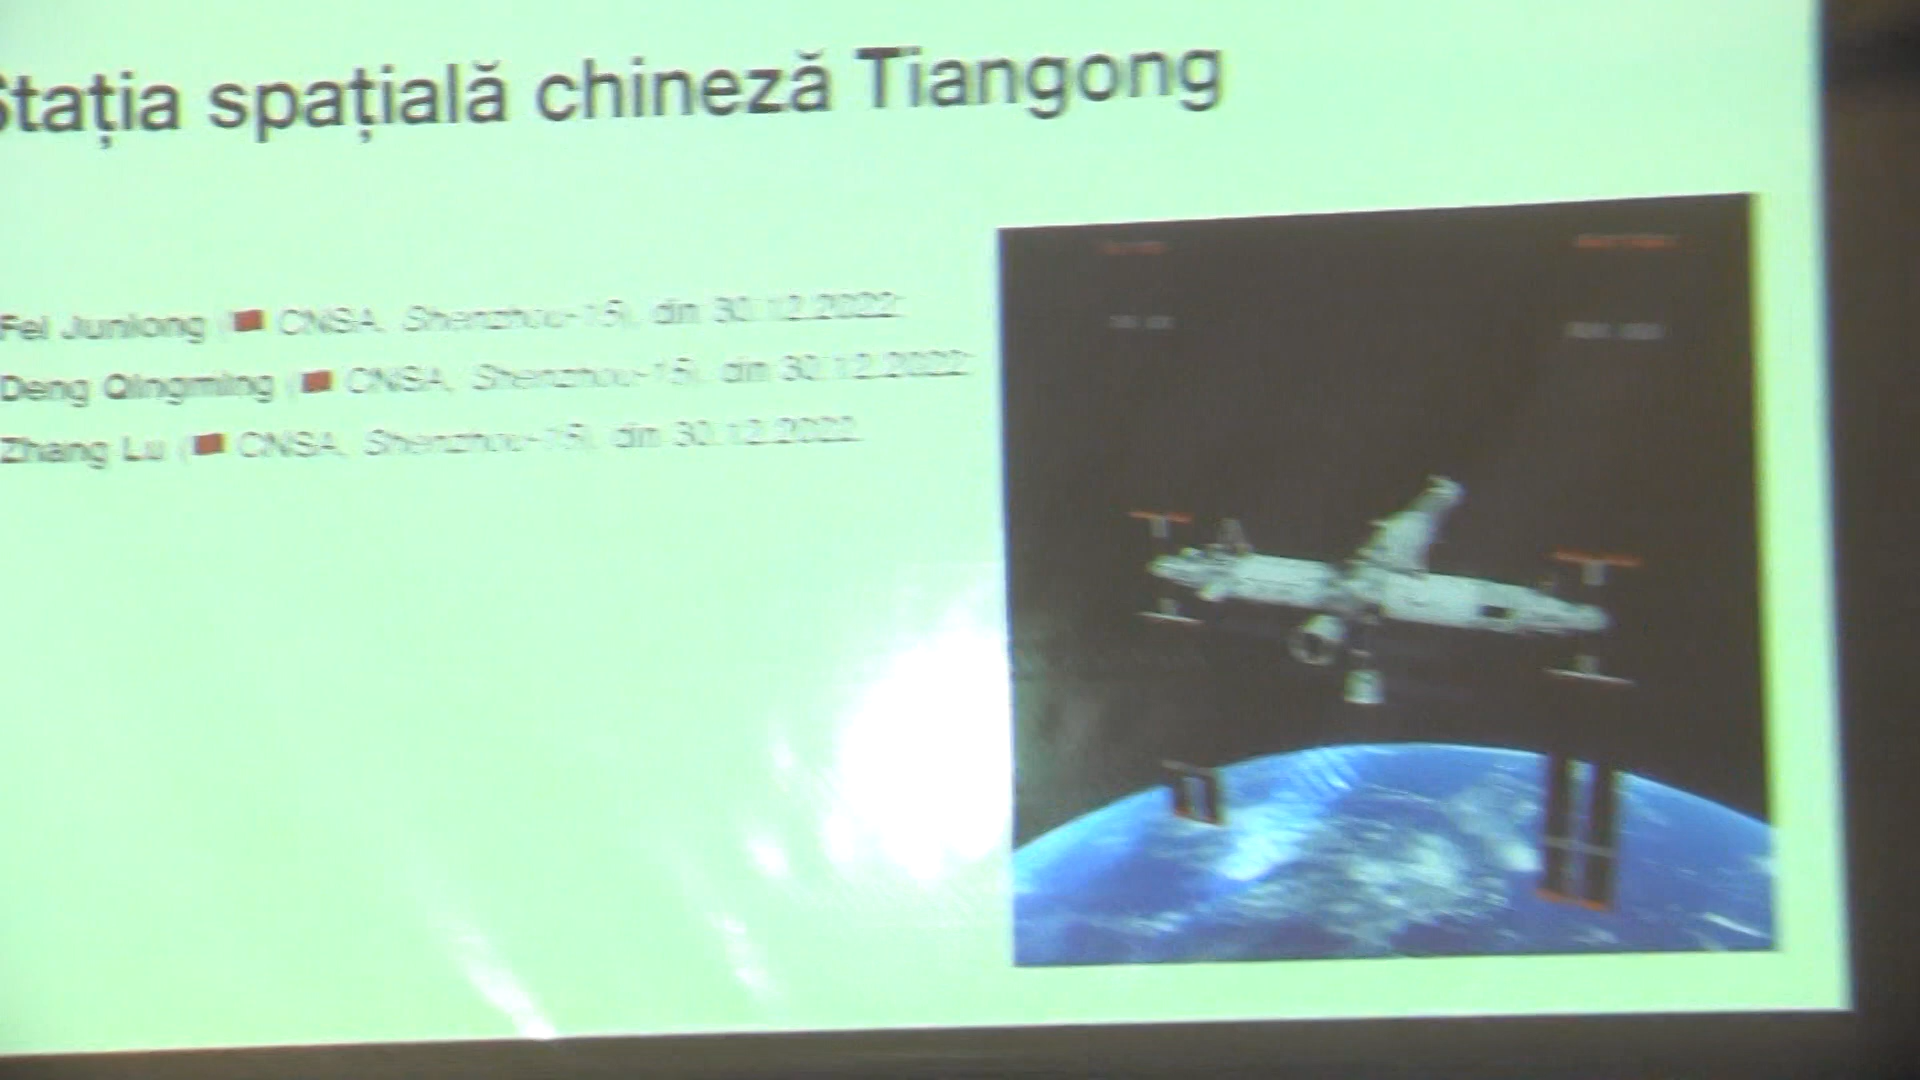 Stația spațială chineză Tiangong
Fei Junlong ( CNSA, Shenzhou-15), din 30.12.2022;
Deng Qingming ( CNSA, Shenzhou-15), din 30.12.2022;
Zhang Lu ( CNSA, Shenzhou-15), din 30.12.2022.